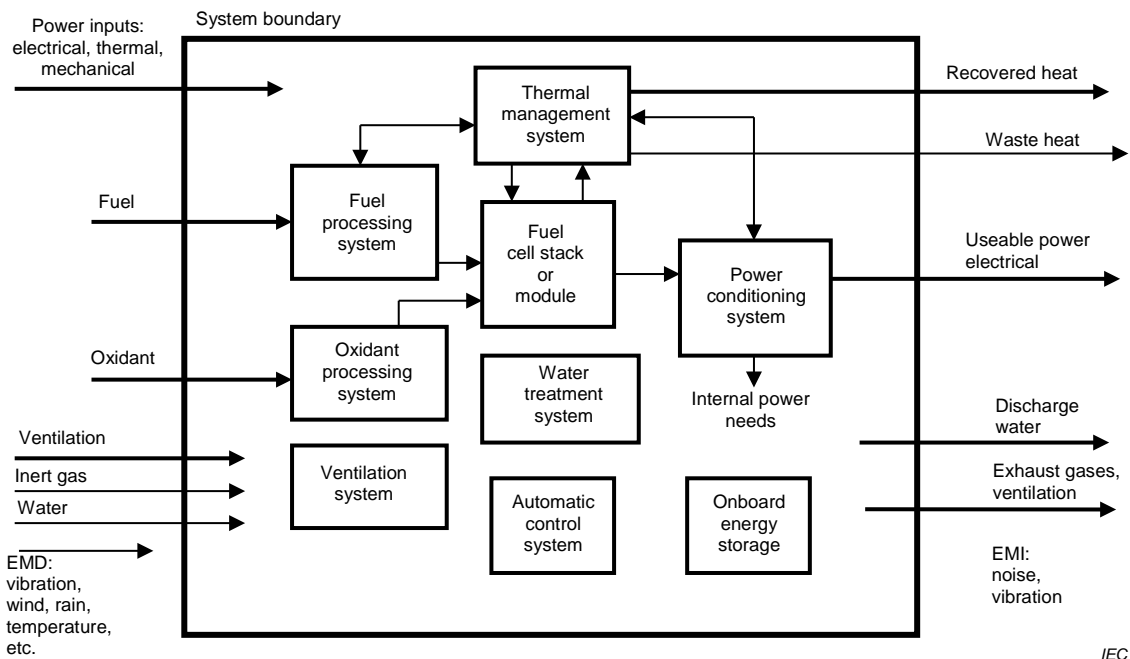 System boundary
Power inputs:
electrical, thermal,
mechanical
Recovered heat
Thermal
management
system
Waste heat
Fuel
Fuel
processing
system
Fuel
cell stack
or
module
Power
conditioning
system
Useable power
electrical
Oxidant
Oxidant
processing
system
Water
treatment
system
Internal power
needs
Discharge
water
Ventilation
Inert gas
Water
Ventilation
system
Automatic
control
system
Onboard
energy
storage
Exhaust gases,
ventilation
EMD:
vibration,
wind, rain,
temperature,
etc.
EMI:
noise,
vibration
IEC